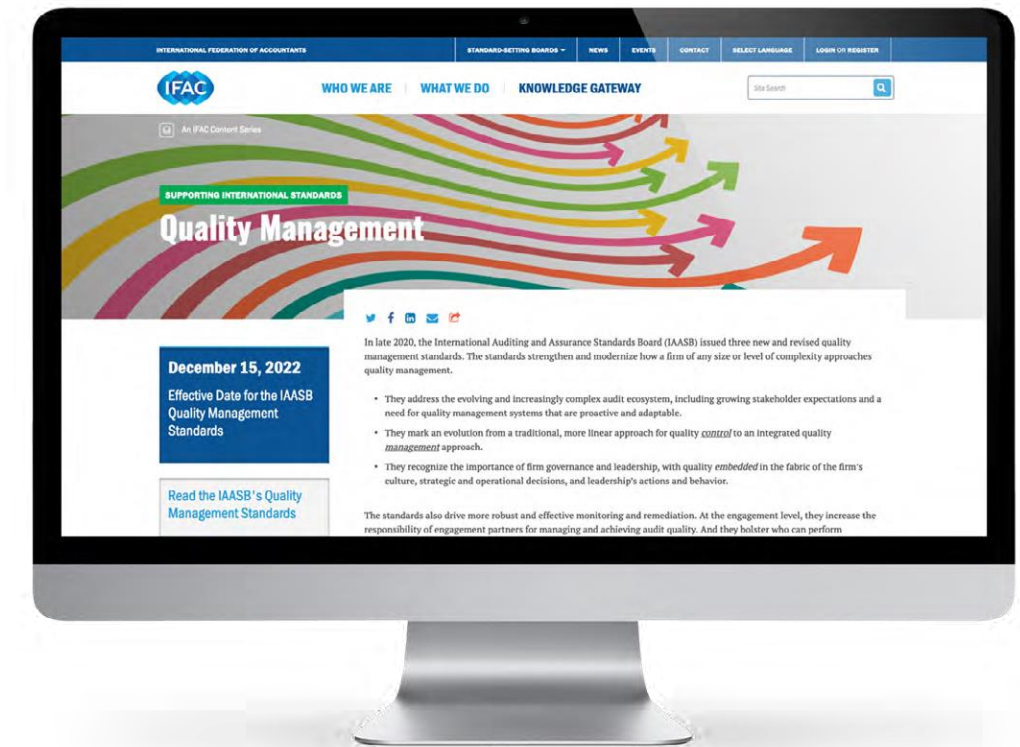 INTERNATIONAL FEDERATION OF ACCOUNTANTS
STANDARD-SETTING BOARDS NEWS EVENTS CONTACT SELECT LANGUAGE LOGIN OR REGISTER
IFAC
WHO WE ARE WHAT WE DO KNOWLEDGE GATEWAY
Site Search
An IFAC Content Series
SUPPORTING INTERNATIONAL STANDARDS
Quality Management
December 15, 2022
Effective Date for the IAASB
Quality Management
Standards
Read the IAASB's Quality
Management Standards
In late 2020, the International Auditing and Assurance Standards Board (IAASB) issued three new and revised quality
management standards. The standards strengthen and modernize how a firm of any size or level of complexity approaches
quality management.
• They address the evolving and increasingly complex audit ecosystem, including growing stakeholder expectations and a
need for quality management systems that are proactive and adaptable.
• They mark an evolution from a traditional, more linear approach for quality control to an integrated quality
management approach.
• They recognize the importance of firm governance and leadership, with quality embedded in the fabric of the firm's
culture, strategic and operational decisions, and leadership's actions and behavior.
The standards also drive more robust and effective monitoring and remediation. At the engagement level, they increase the
responsibility of engagement partners for managing and achieving audit quality. And they bolster who can perform